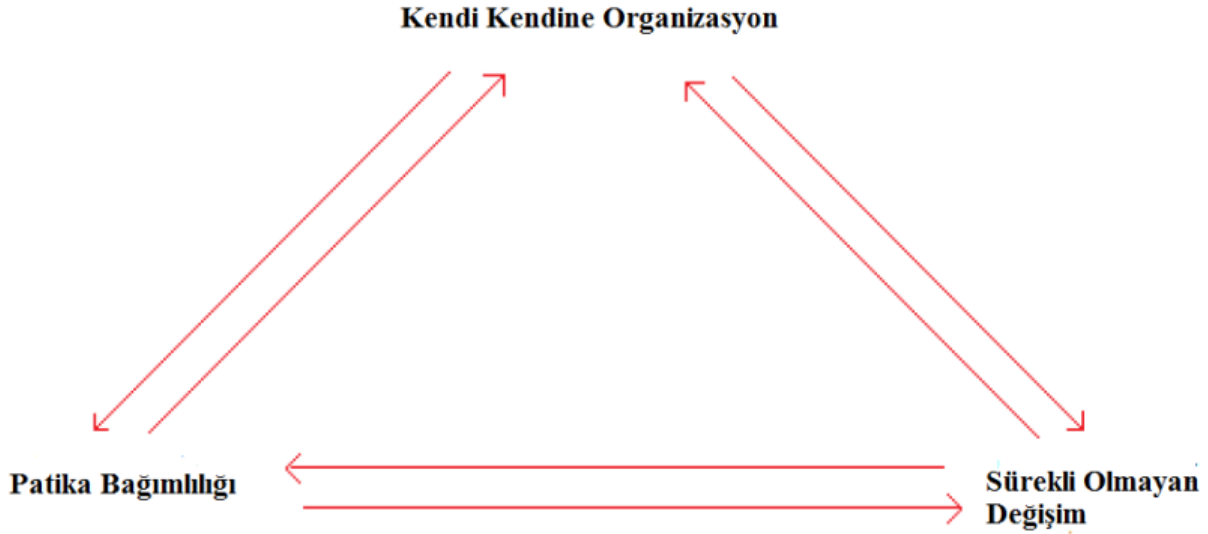 Kendi Kendine Organizasyon
Patika Bağımlılığı
Sürekli Olmayan
Değişim